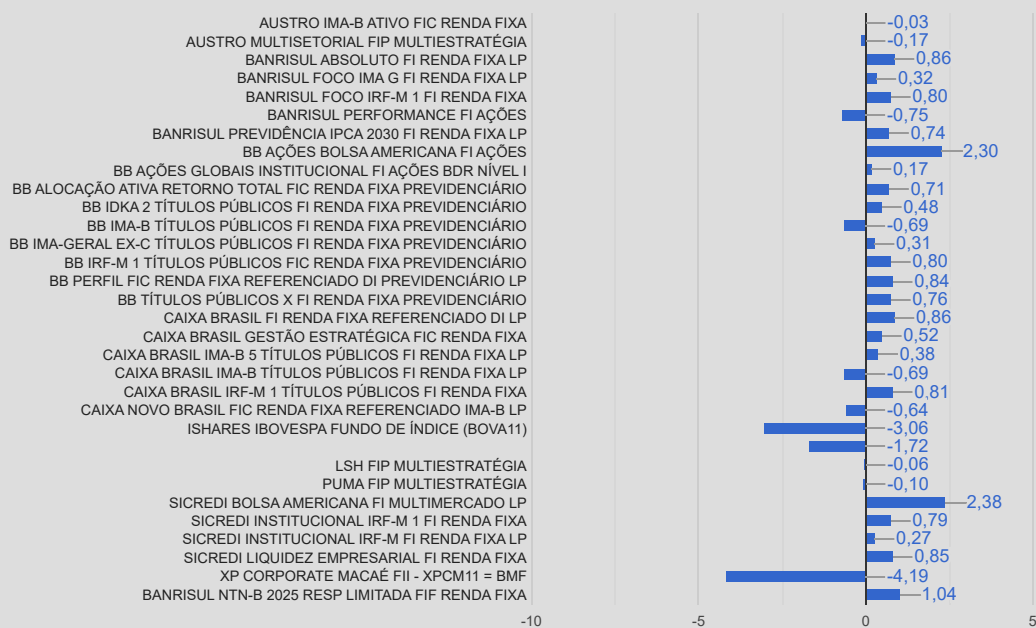 AUSTRO IMA-B ATIVO FIC RENDA FIXA -0,03
AUSTRO MULTISETORIAL FIP MULTIESTRATÉGIA -0,17
BANRISUL ABSOLUTO FI RENDA FIXA LP 0,86
BANRISUL FOCO IMA G FI RENDA FIXA LP 0,32
BANRISUL FOCO IRF-M 1 FI RENDA FIXA 0,80
BANRISUL PERFORMANCE FI AÇÕES -0,75
BANRISUL PREVIDÊNCIA IPCA 2030 FI RENDA FIXA LP 0,74
BB AÇÕES BOLSA AMERICANA FI AÇÕES 2,30
BB AÇÕES GLOBAIS INSTITUCIONAL FI AÇÕES BDR NÍVEL I 0,17
BB ALOCAÇÃO ATIVA RETORNO TOTAL FIC RENDA FIXA PREVIDENCIÁRIO 0,71
BB IDKA 2 TÍTULOS PÚBLICOS FI RENDA FIXA PREVIDENCIÁRIO 0,48
BB IMA-B TÍTULOS PÚBLICOS FI RENDA FIXA PREVIDENCIÁRIO -0,69
BB IMA-GERAL EX-C TÍTULOS PÚBLICOS FI RENDA FIXA PREVIDENCIÁRIO 0,31
BB IRF-M 1 TÍTULOS PÚBLICOS FIC RENDA FIXA PREVIDENCIÁRIO 0,80
BB PERFIL FIC RENDA FIXA REFERENCIADO DI PREVIDENCIÁRIO LP 0,84
BB TÍTULOS PÚBLICOS X FI RENDA FIXA PREVIDENCIÁRIO 0,76
CAIXA BRASIL FI RENDA FIXA REFERENCIADO DI LP 0,86
CAIXA BRASIL GESTÃO ESTRATÉGICA FIC RENDA FIXA 0,52
CAIXA BRASIL IMA-B 5 TÍTULOS PÚBLICOS FI RENDA FIXA LP 0,38
CAIXA BRASIL IMA-B TÍTULOS PÚBLICOS FI RENDA FIXA LP -0,69
CAIXA BRASIL IRF-M 1 TÍTULOS PÚBLICOS FI RENDA FIXA 0,81
CAIXA NOVO BRASIL FIC RENDA FIXA REFERENCIADO IMA-B LP -0,64
ISHARES IBOVESPA FUNDO DE ÍNDICE (BOVA11) -3,06
-1,72
LSH FIP MULTIESTRATÉGIA -0,06
PUMA FIP MULTIESTRATÉGIA -0,10
SICREDI BOLSA AMERICANA FI MULTIMERCADO LP 2,38
SICREDI INSTITUCIONAL IRF-M 1 FI RENDA FIXA 0,79
SICREDI INSTITUCIONAL IRF-M FI RENDA FIXA LP 0,27
SICREDI LIQUIDEZ EMPRESARIAL FI RENDA FIXA 0,85
XP CORPORATE MACAÉ FII - XPCM11 = BMF -4,19
BANRISUL NTN-B 2025 RESP LIMITADA FIF RENDA FIXA 1,04
-10 -5 0 5